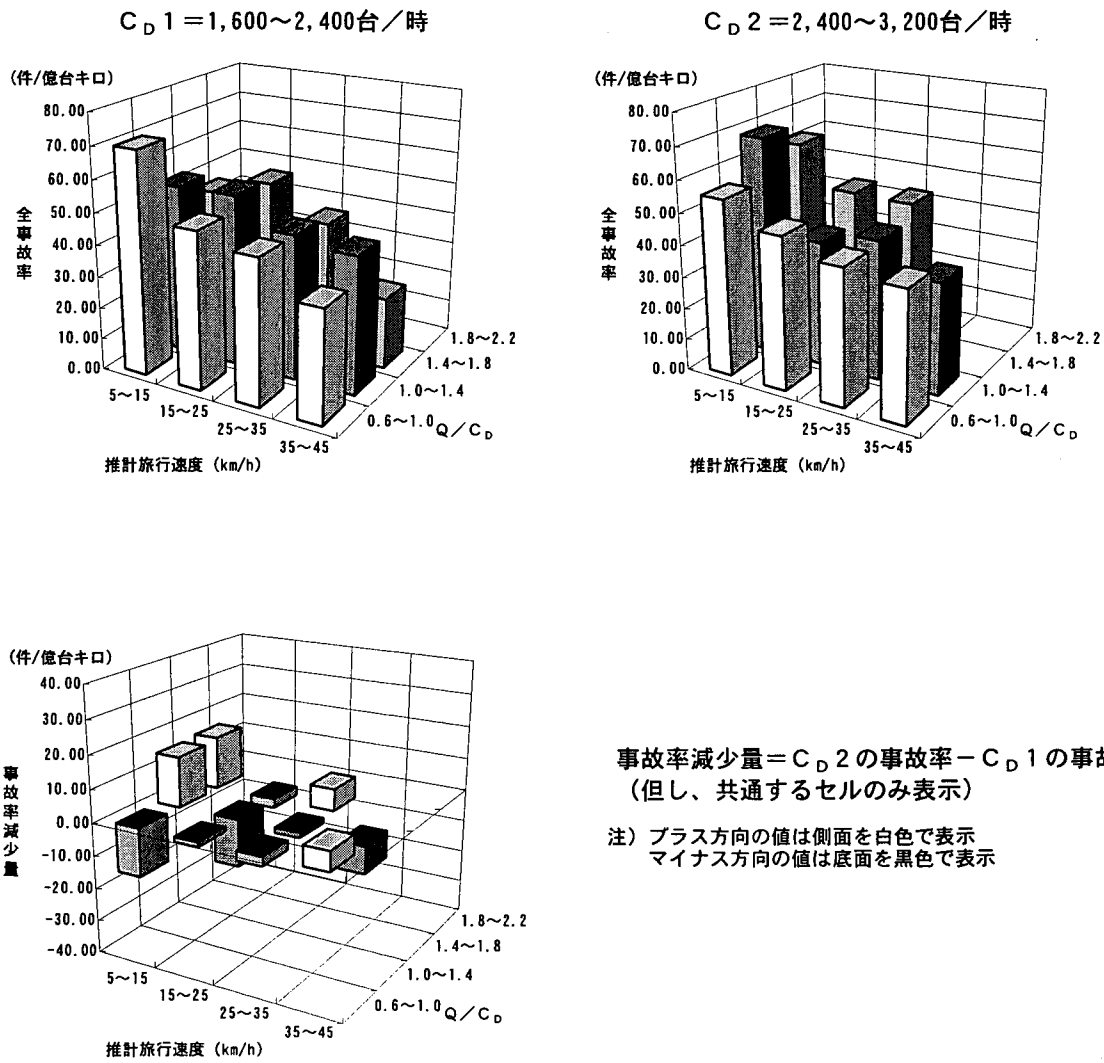 C_D 1=1,600〜2,400台／時
(件/億台キロ)
80.00
70.00
60.00
50.00
40.00
30.00
20.00
10.00
0.00
全事故率
5〜15
15〜25
25〜35
35〜45
0.6〜1.0
1.0〜1.4
1.4〜1.8
1.8〜2.2
Q／C_D
推計旅行速度 (km/h)
C_D 2=2,400〜3,200台／時
(件/億台キロ)
80.00
70.00
60.00
50.00
40.00
30.00
20.00
10.00
0.00
全事故率
5〜15
15〜25
25〜35
35〜45
0.6〜1.0
1.0〜1.4
1.4〜1.8
1.8〜2.2
Q／C_D
推計旅行速度 (km/h)
(件/億台キロ)
40.00
30.00
20.00
10.00
0.00
-10.00
-20.00
-30.00
-40.00
事故率減少量
5〜15
15〜25
25〜35
35〜45
0.6〜1.0
1.0〜1.4
1.4〜1.8
1.8〜2.2
Q／C_D
推計旅行速度 (km/h)
事故率減少量＝C_D 2の事故率－C_D 1の事故
(但し、共通するセルのみ表示)
注) プラス方向の値は側面を白色で表示
マイナス方向の値は底面を黒色で表示